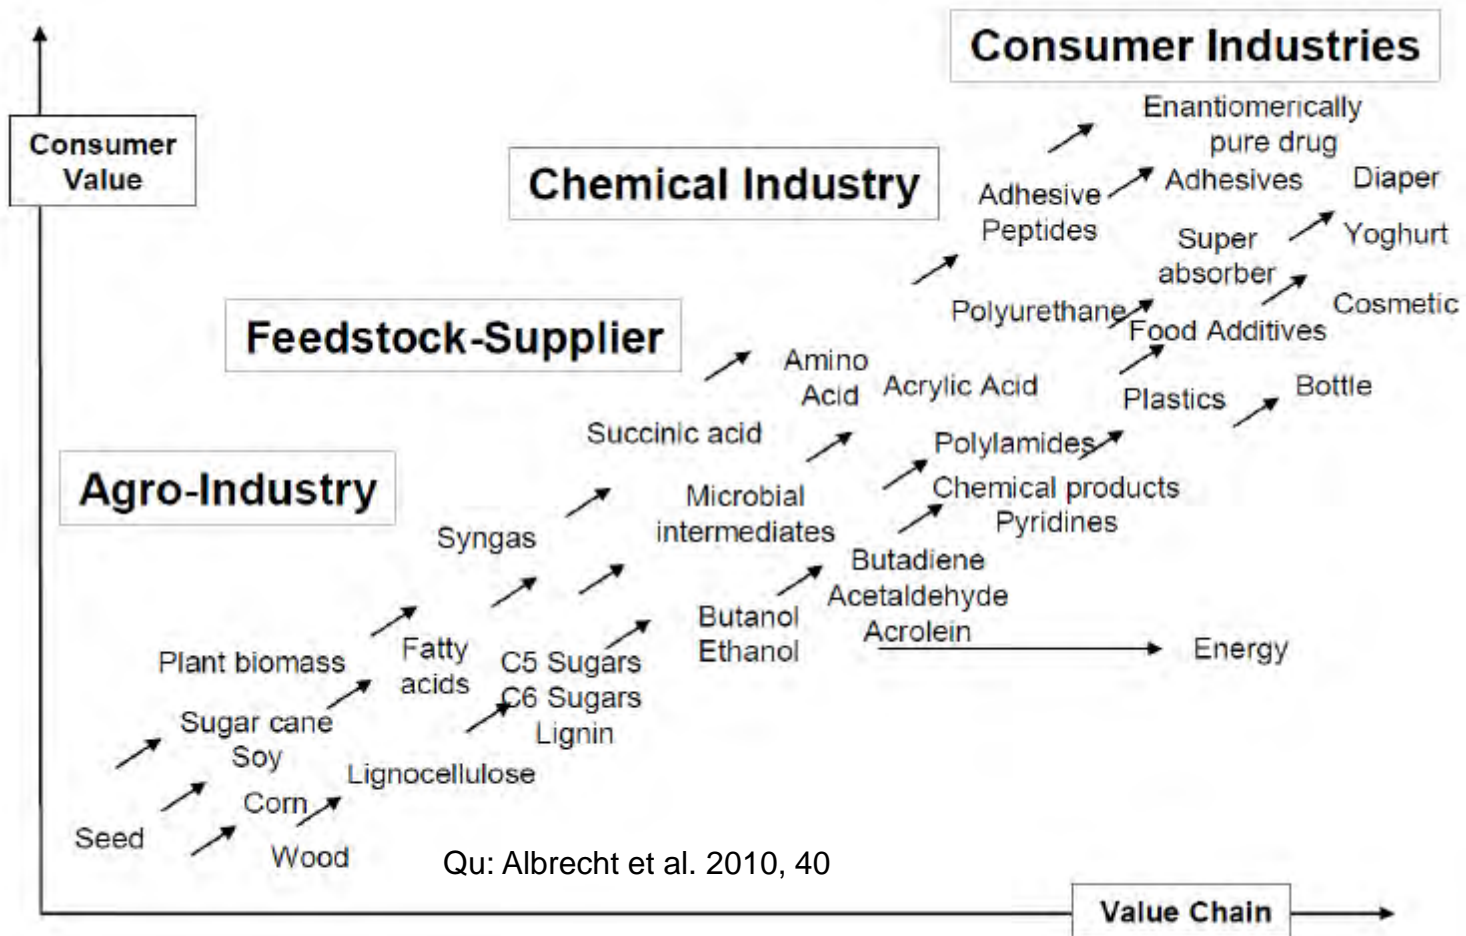 Consumer Industries
Consumer
Value
Enantiomerically
pure drug
Chemical Industry
Adhesive
Peptides
Adhesives
Diaper
Super
absorber
Yoghurt
Feedstock-Supplier
Polyurethane
Food Additives
Cosmetic
Amino
Acid
Acrylic Acid
Plastics
Bottle
Succinic acid
Polylamides
Agro-Industry
Microbial
intermediates
Chemical products
Pyridines
Syngas
Butadiene
Acetaldehyde
Acrolein
Butanol
Ethanol
Energy
Plant biomass
Fatty
acids
C5 Sugars
C6 Sugars
Lignin
Sugar cane
Soy
Lignocellulose
Corn
Seed
Wood
Qu: Albrecht et al. 2010, 40
Value Chain